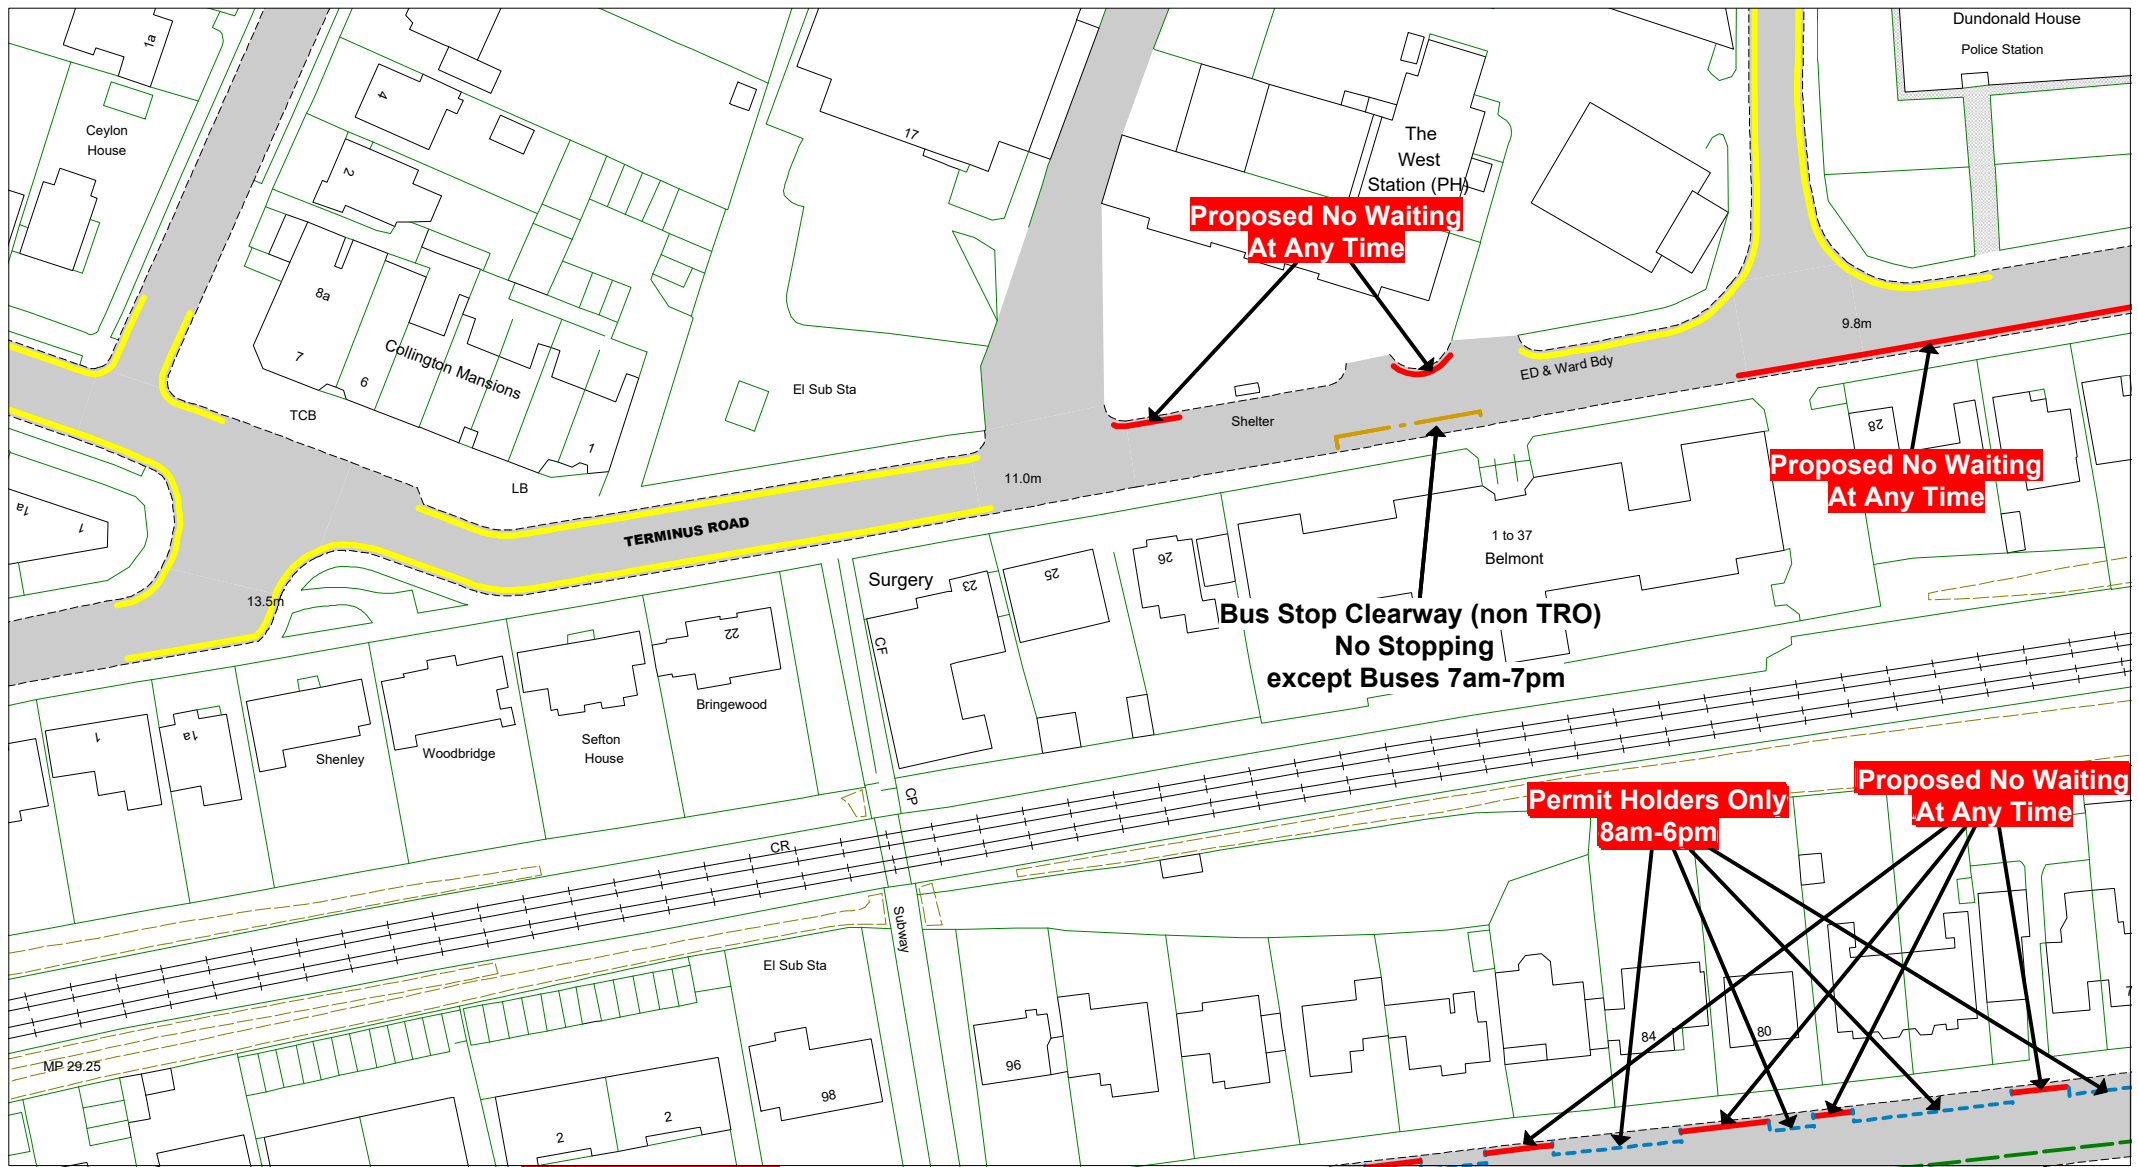 Dundonald House
Police Station
1a
Ceylon
House
4
2
17
The
West
Station (PH)
Proposed No Waiting
At Any Time
8a
7
6
Collington Mansions
1
TCB
LB
El Sub Sta
Shelter
ED & Ward Bdy
9.8m
11.0m
13.5m
TERMINUS ROAD
28
Proposed No Waiting
At Any Time
1a
1
Surgery
23
25
26
1 to 37
Belmont
Bus Stop Clearway (non TRO)
No Stopping
except Buses 7am-7pm
22
Bringewood
CF
Sefton
House
Woodbridge
Shenley
1
1a
CP
CR
Subway
Permit Holders Only
8am-6pm
Proposed No Waiting
At Any Time
El Sub Sta
MP 29.25
2
2
98
96
84
80